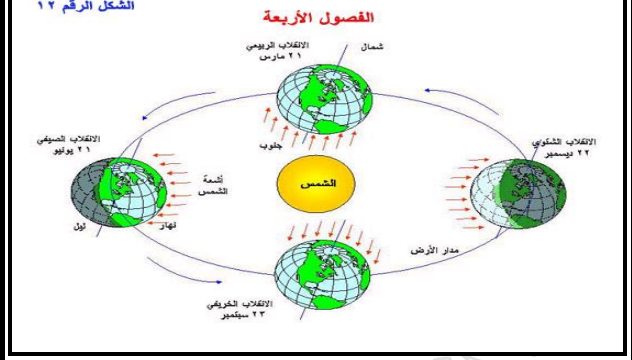 الشكل الرقم ١٢
الفصول الأربعة
الانقلاب الربيعي
٢١ مارس
شمال
الانقلاب الصيفي
٢١ يونيو
جنوب
الانقلاب الشتوي
٢٢ ديسمبر
أشعة
الشمس
الشمس
نهار
ليل
مدار الأرض
الانقلاب الخريفي
٢٣ سبتمبر